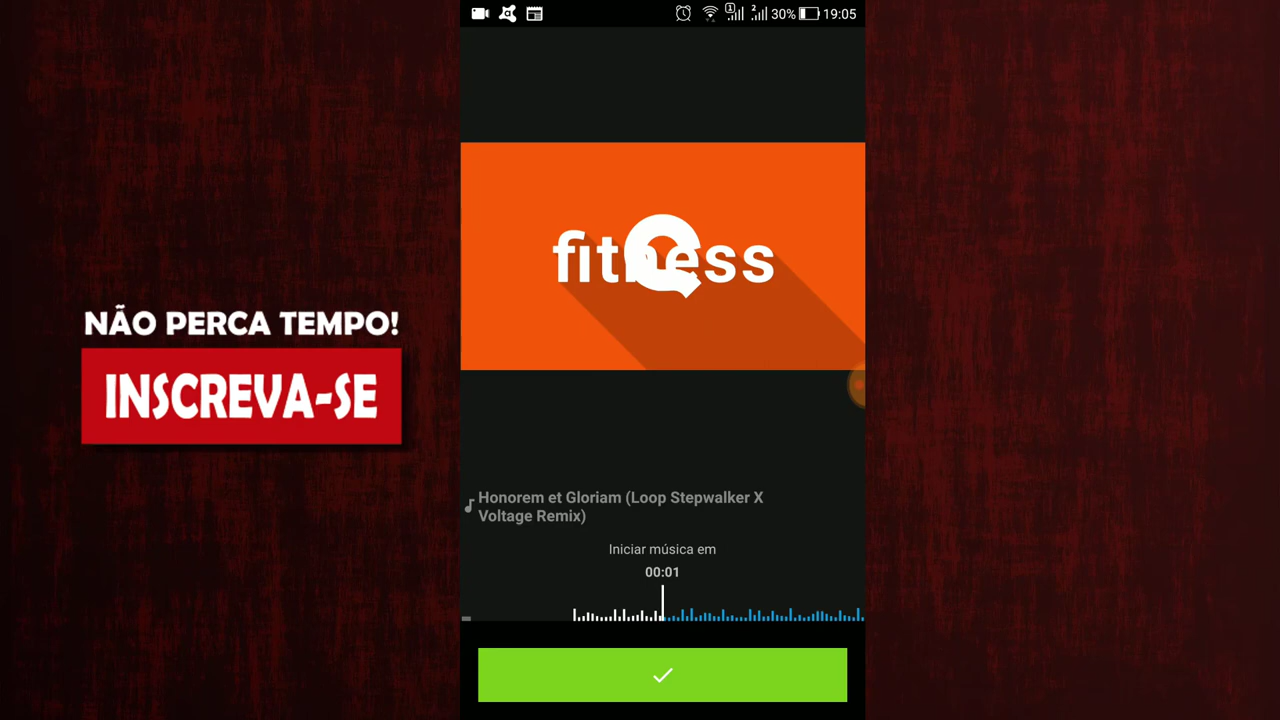 30% 19:05
fitness
Q
NÃO PERCA TEMPO!
INSCREVA-SE
Honorem et Gloriam (Loop Stepwalker X
Voltage Remix)
Iniciar música em
00:01